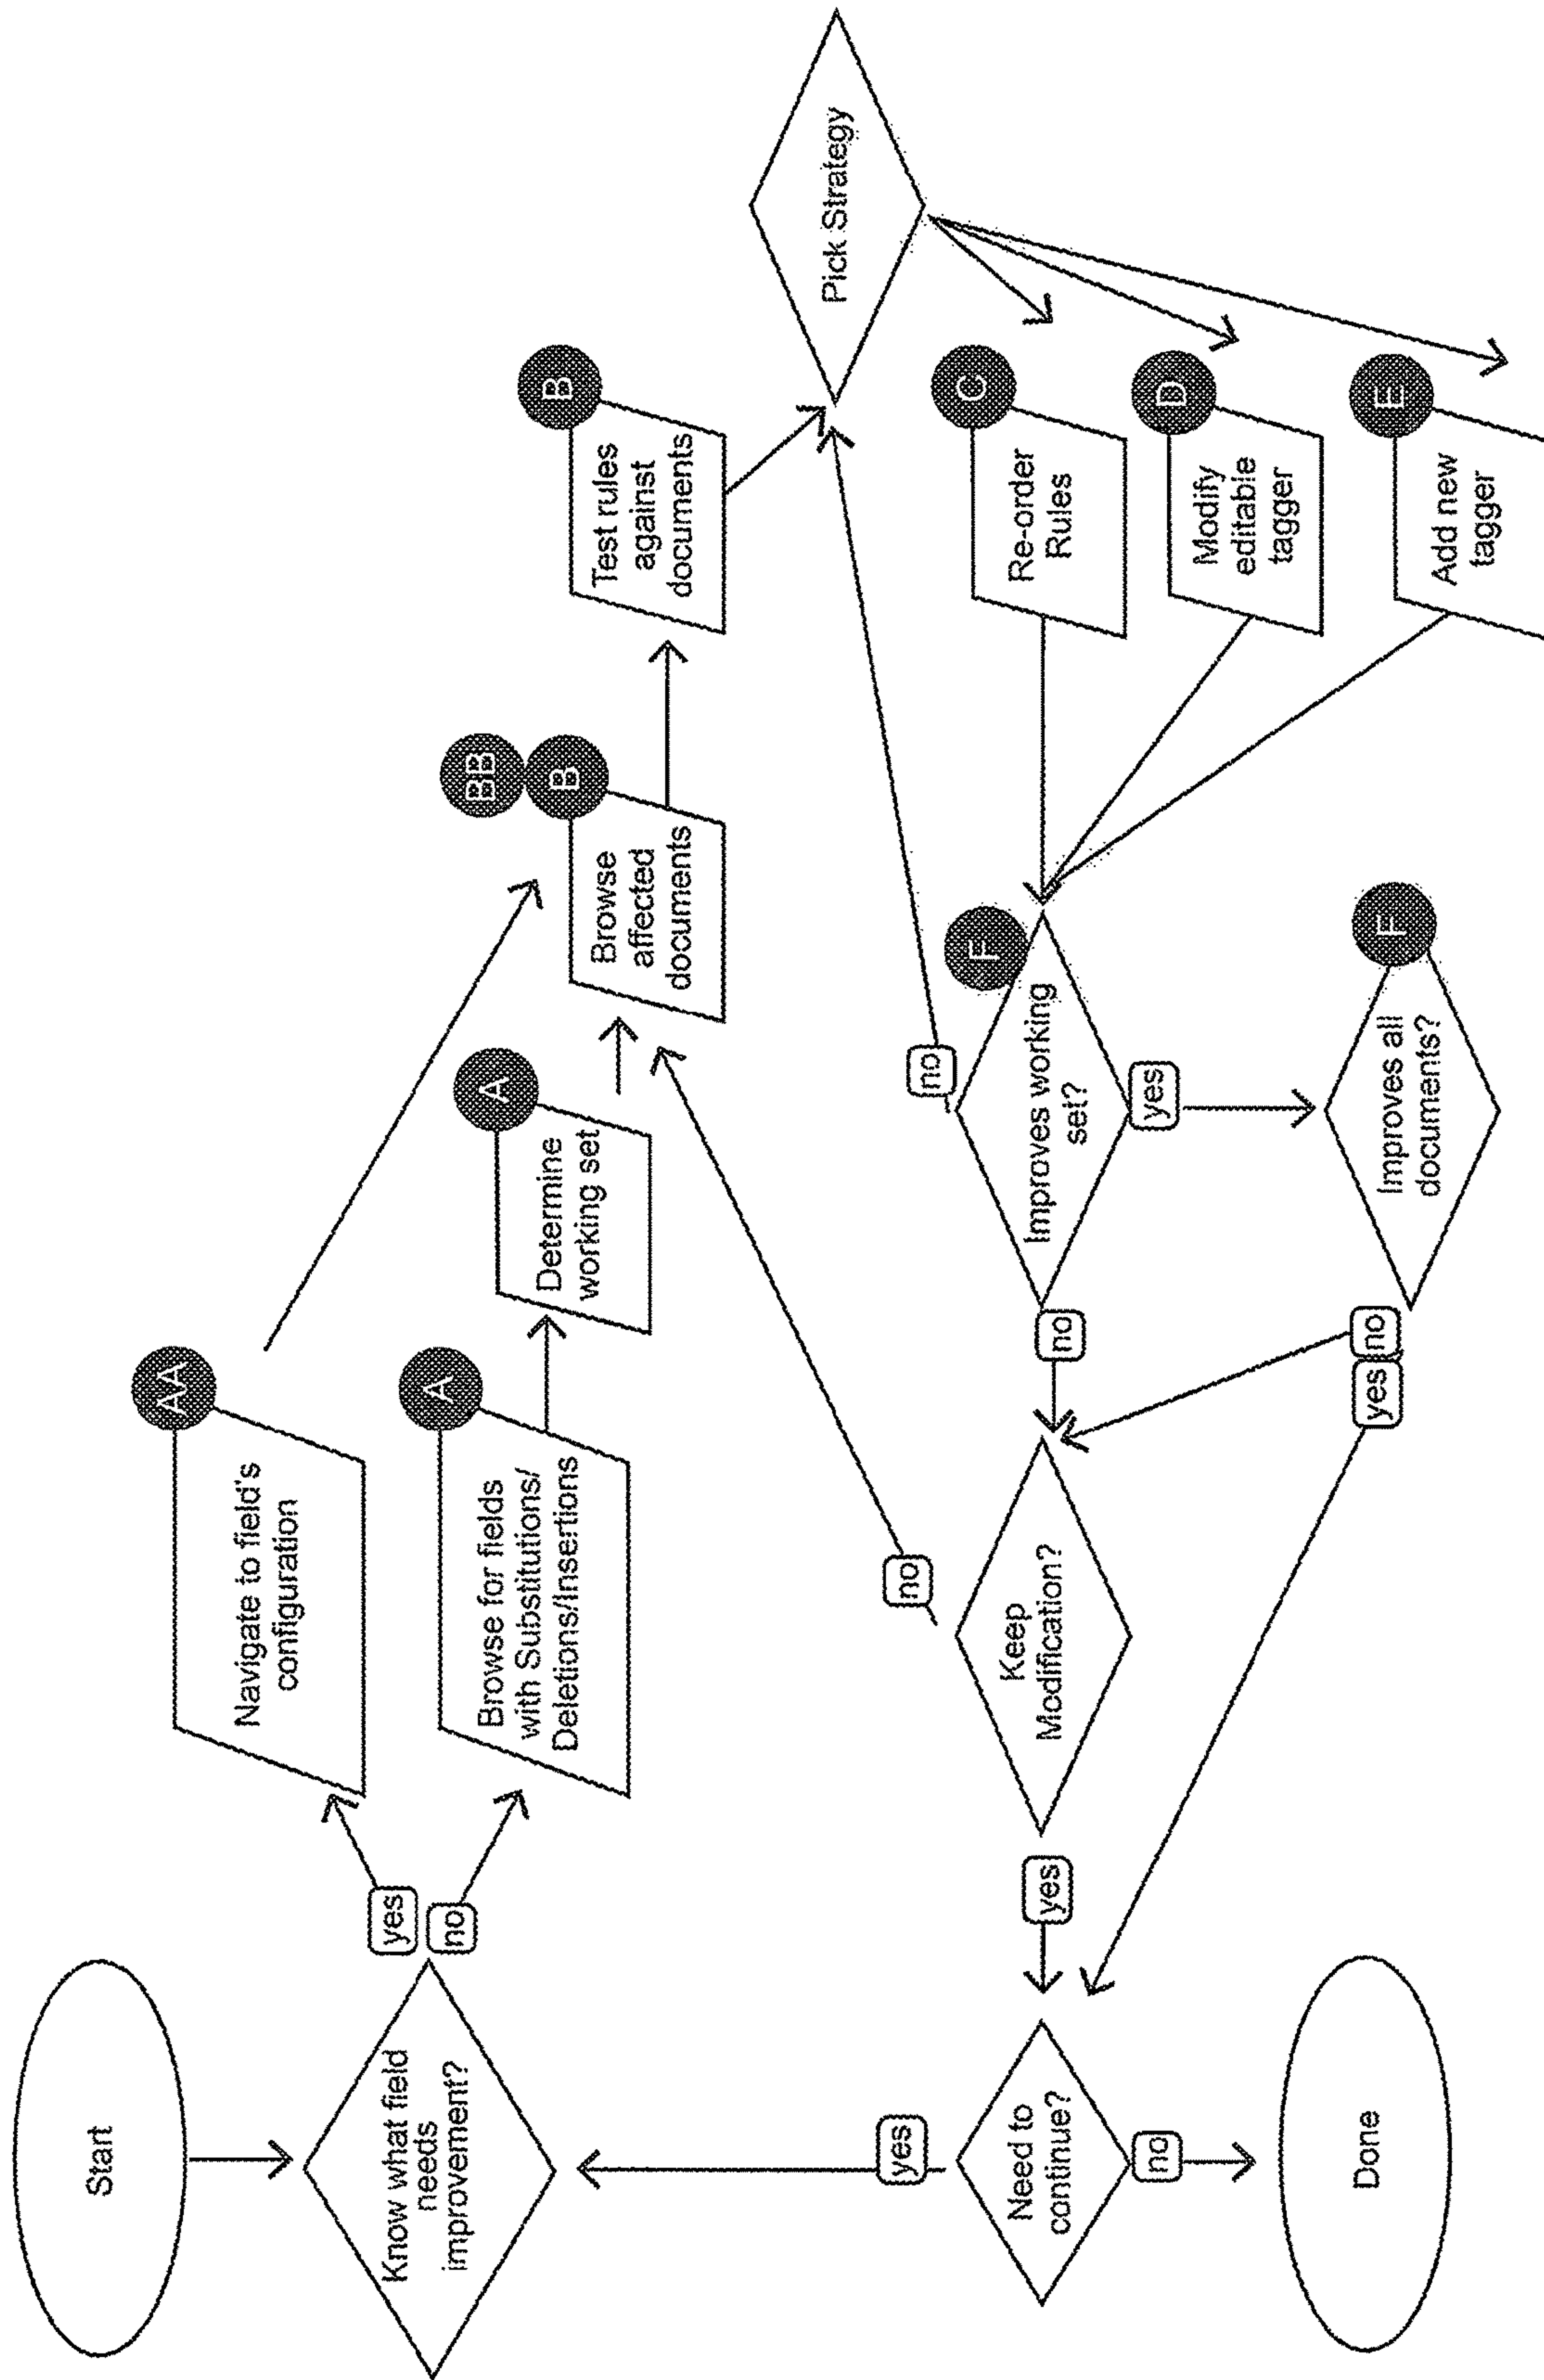 Start
Know what field
needs
improvement?
yes
no
AA
Navigate to field's
configuration
A
Browse for fields
with Substitutions/
Deletions/Insertions
A
Determine
working set
BB
B
Browse
affected
documents
B
Test rules
against
documents
Pick Strategy
C
Re-order
Rules
D
Modify
editable
tagger
E
Add new
tagger
F
Improves working
set?
no
no
yes
F
Improves all
documents?
no
yes
Keep
Modification?
no
yes
Need to
continue?
yes
no
Done